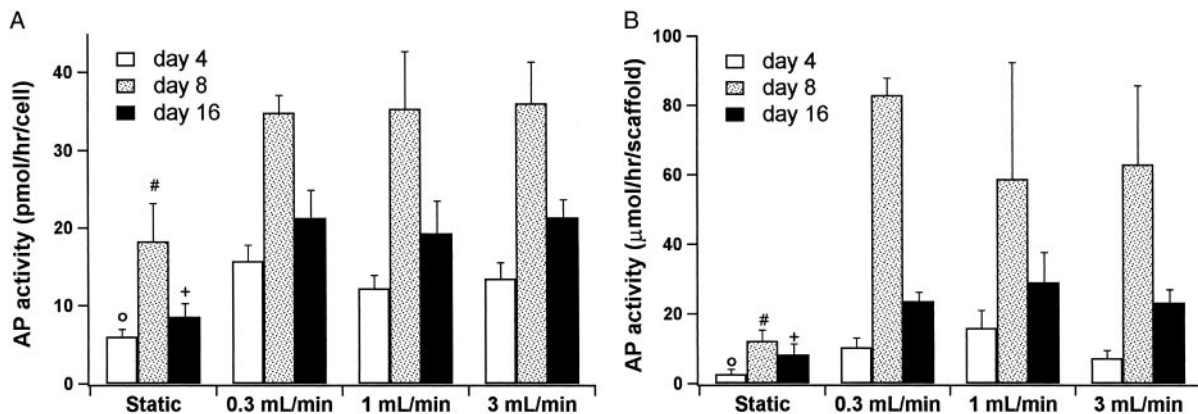 A
AP activity (pmol/hr/cell)
40
30
20
10
0
day 4
day 8
day 16
#
+
o
Static
0.3 mL/min
1 mL/min
3 mL/min
B
AP activity (μmol/hr/scaffold)
100
80
60
40
20
0
day 4
day 8
day 16
#
+
o
Static
0.3 mL/min
1 mL/min
3 mL/min